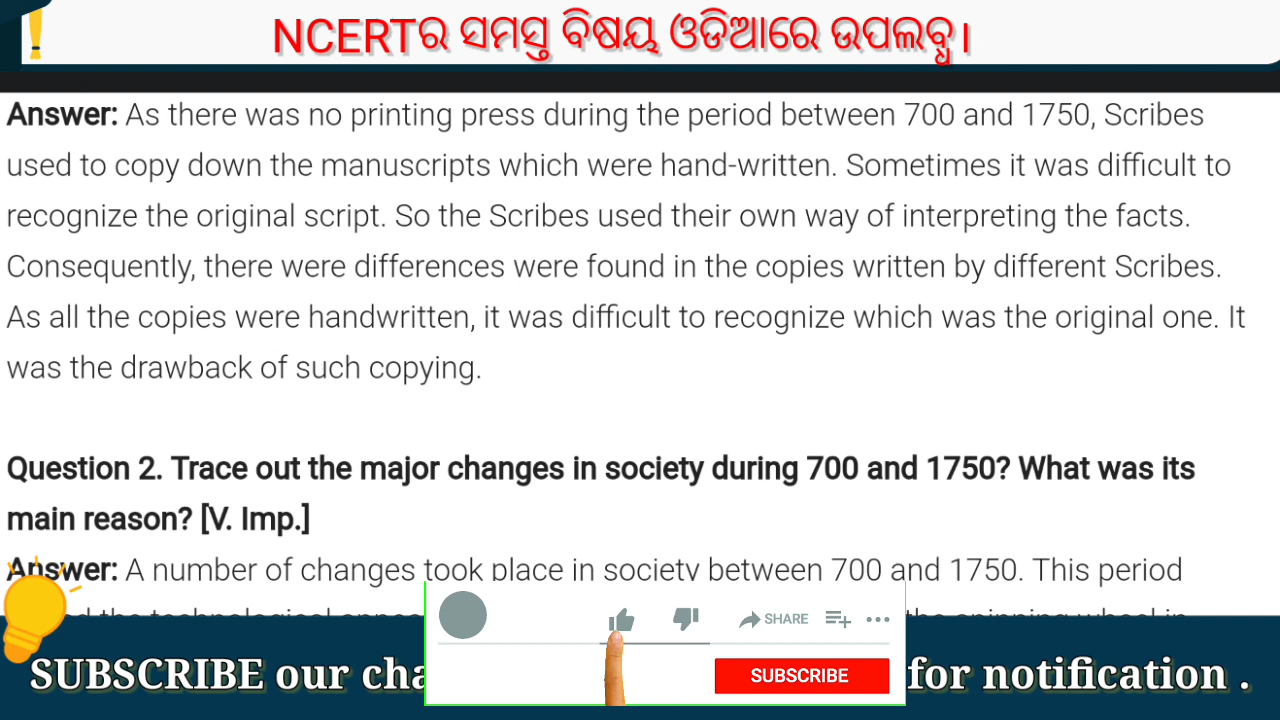 NCERTର ସମସ୍ତ ବିଷୟ ଓଡିଆରେ ଉପଲବ୍ଧ।
Answer: As there was no printing press during the period between 700 and 1750, Scribes
used to copy down the manuscripts which were hand-written. Sometimes it was difficult to
recognize the original script. So the Scribes used their own way of interpreting the facts.
Consequently, there were differences were found in the copies written by different Scribes.
As all the copies were handwritten, it was difficult to recognize which was the original one. It
was the drawback of such copying.
Question 2. Trace out the major changes in society during 700 and 1750? What was its
main reason? [V. Imp.]
Answer: A number of changes took place in society between 700 and 1750. This period
the technological the spinning wheel in
SHARE
SUBSCRIBE our for notification .
SUBSCRIBE